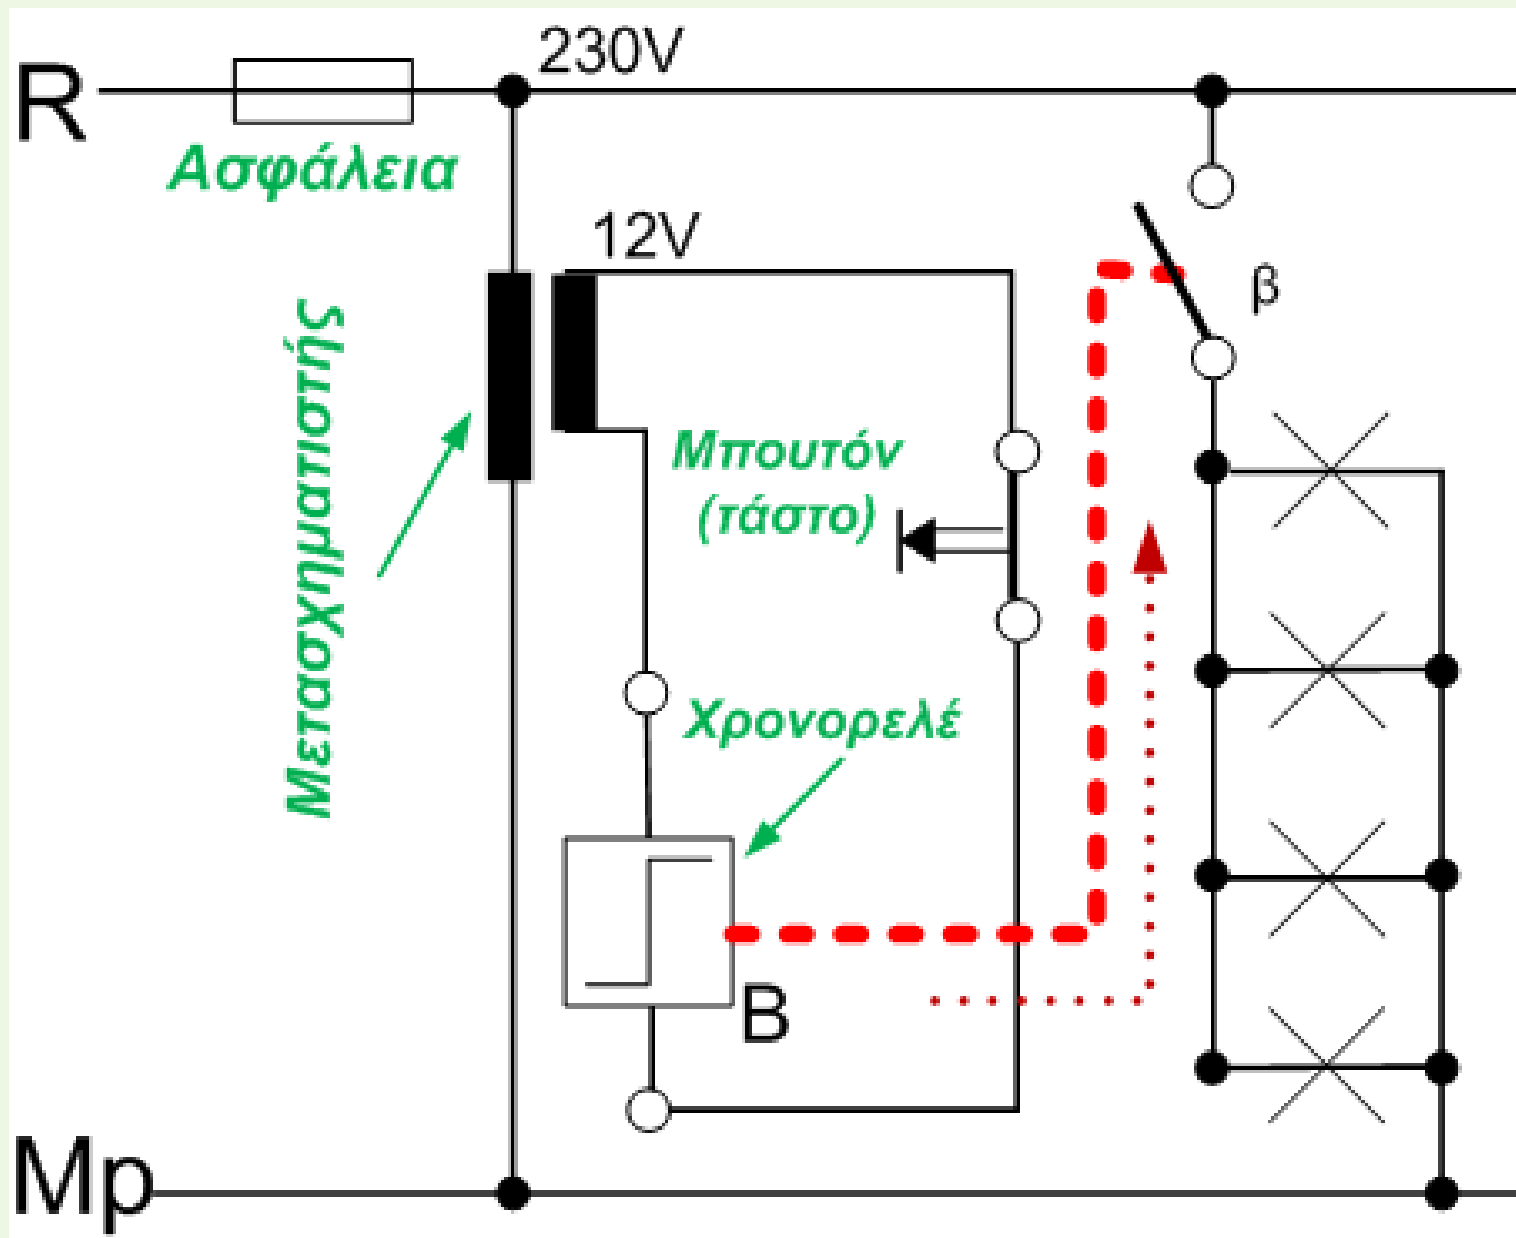 230V
R
Ασφάλεια
12V
β
Μετασχηματιστής
Μπουτόν
(τάστο)
Χρονορελέ
B
Mp